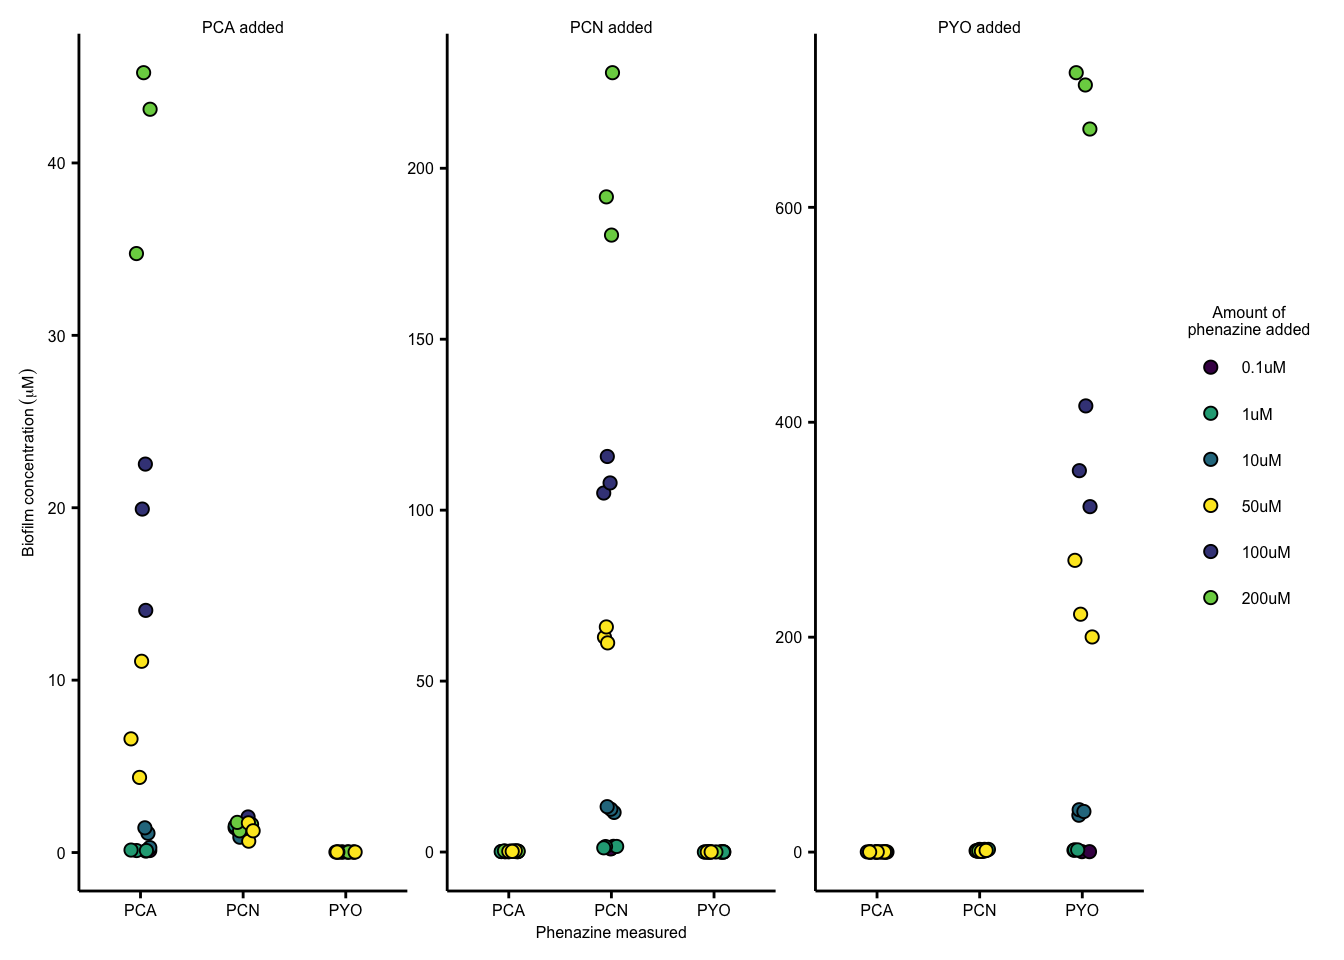 PCA added
PCN added
PYO added
Biofilm concentration (μM)
40
30
20
10
0
200
150
100
50
0
600
400
200
0
PCA PCN PYO
PCA PCN PYO
PCA PCN PYO
Phenazine measured
Amount of
phenazine added
0.1uM
1uM
10uM
50uM
100uM
200uM